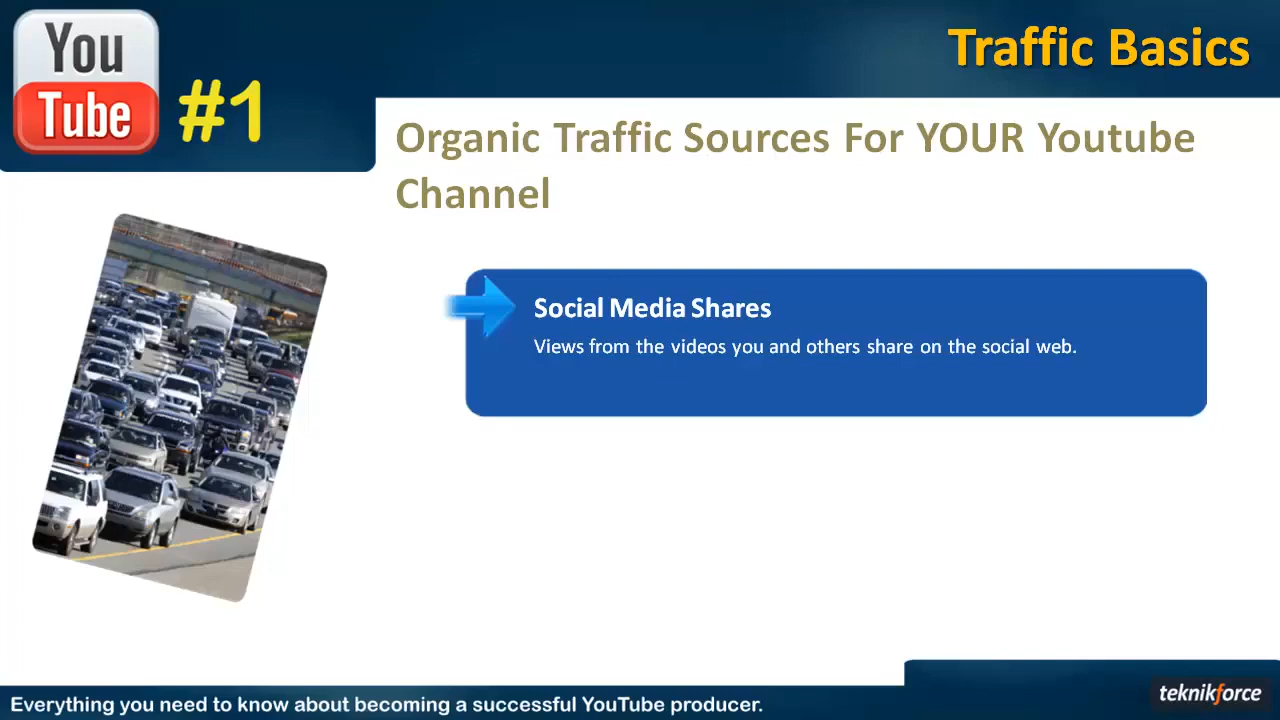 You
Tube
#1
Traffic Basics
Organic Traffic Sources For YOUR Youtube
Channel
Social Media Shares
Views from the videos you and others share on the social web.
Everything you need to know about becoming a successful YouTube producer.
teknikforce